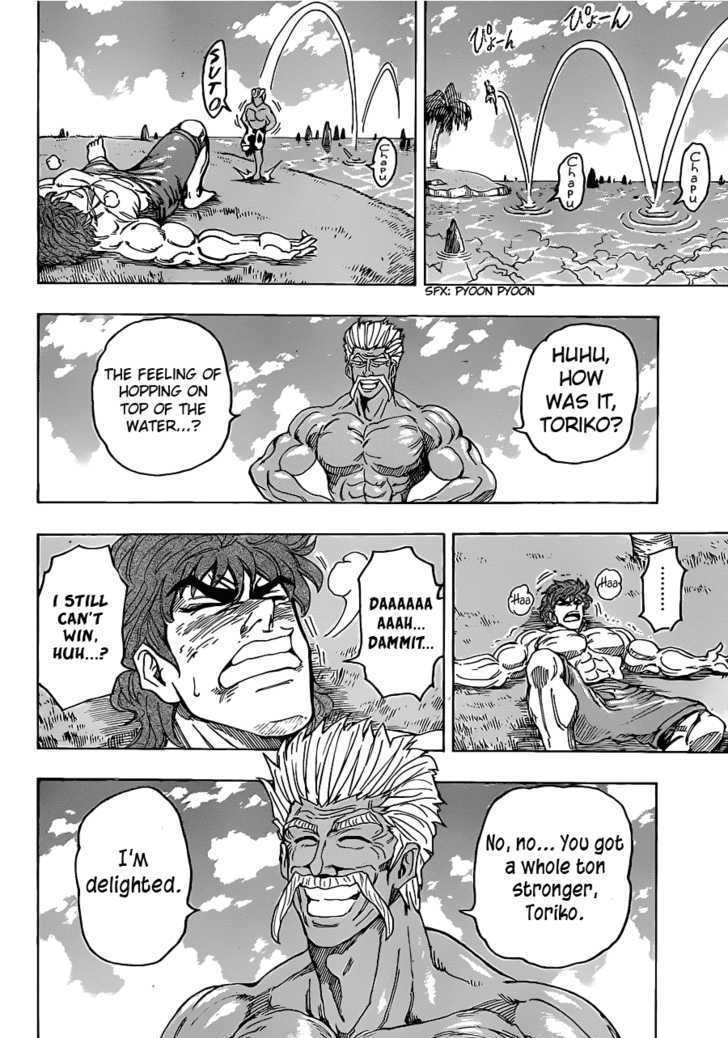 ぴょーん
ぴょーん
Chapu
Chapu
SFX: PYOON PYOON
SUTO
Chapu
HUHU,
HOW
WAS IT,
TORIKO?
THE FEELING OF
HOPPING ON
TOP OF THE
WATER...?
.........
Haa
Haa
DAAAAAA
AAAH...
DAMMIT...
I STILL
CAN'T
WIN,
HUH...?
No, no... You got
a whole ton
stronger,
Toriko.
I'm
delighted.